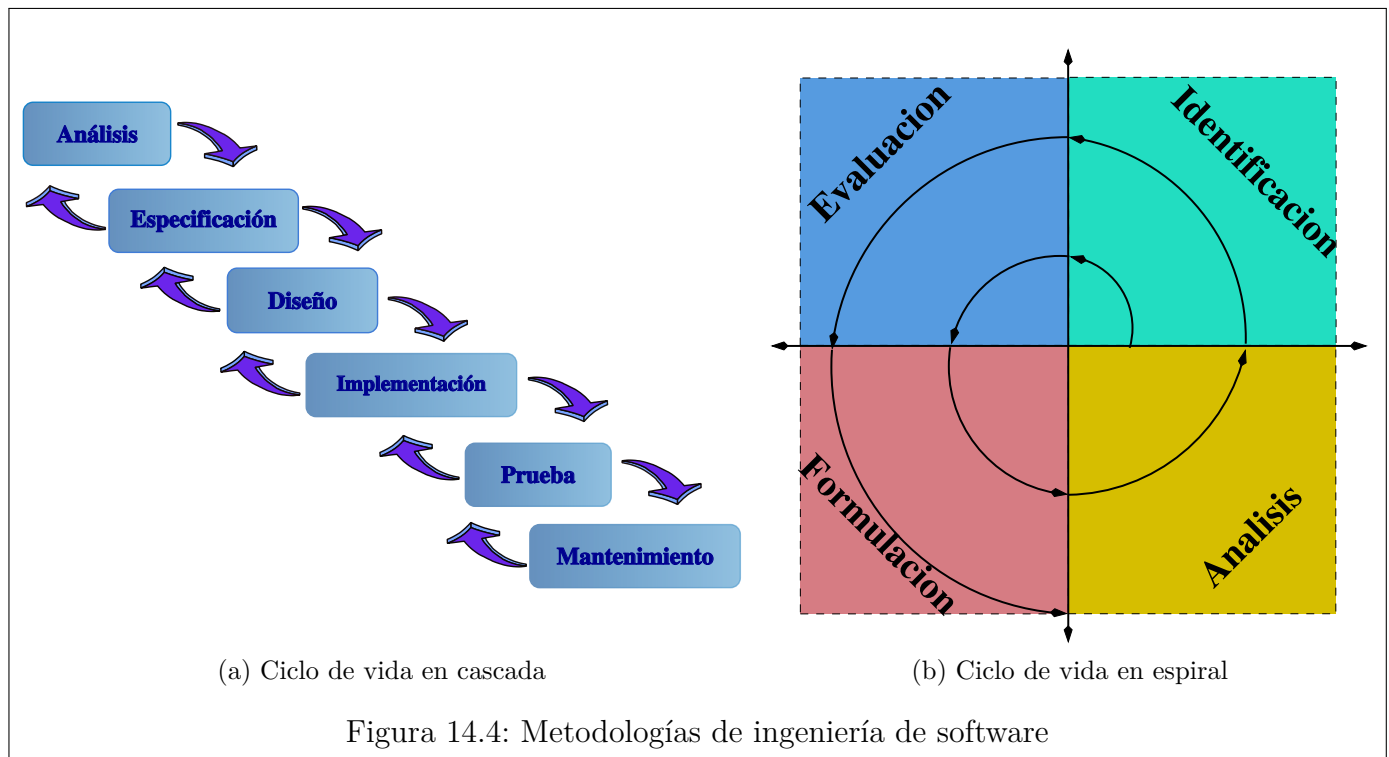 Análisis
Especificación
Diseño
Implementación
Prueba
Mantenimiento
(a) Ciclo de vida en cascada
Evaluacion
Identificacion
Formulacion
Analisis
(b) Ciclo de vida en espiral
Figura 14.4: Metodologías de ingeniería de software